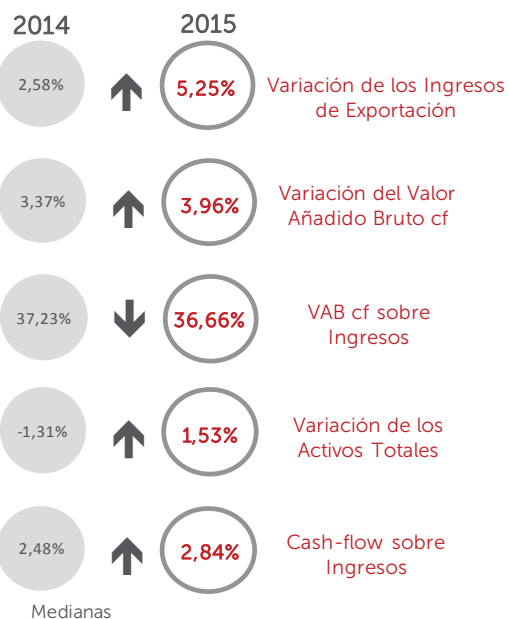 2014 2015
2,58% 5,25% Variación de los Ingresos
de Exportación
3,37% 3,96% Variación del Valor
Añadido Bruto cf
37,23% 36,66% VAB cf sobre
Ingresos
-1,31% 1,53% Variación de los
Activos Totales
2,48% 2,84% Cash-flow sobre
Ingresos
Medianas